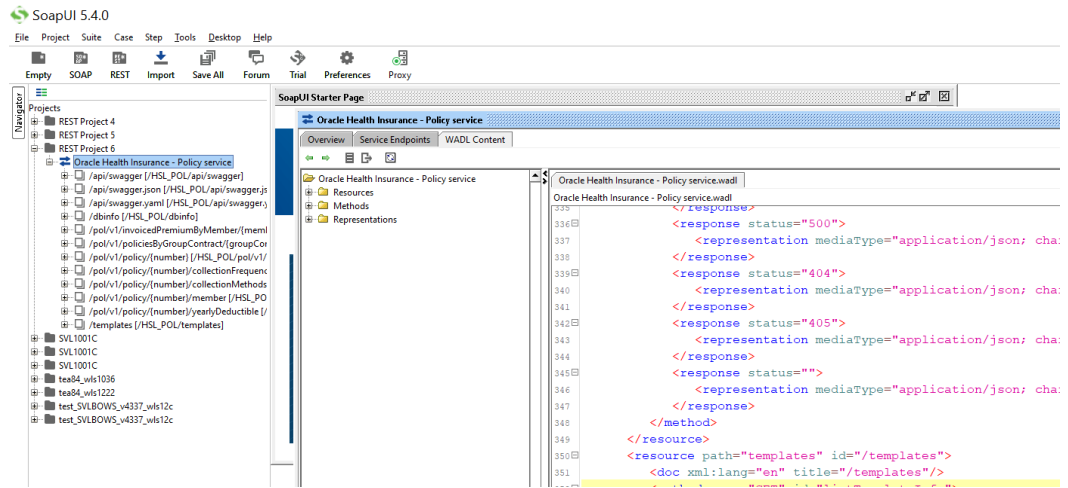 SoapUI 5.4.0
File Project Suite Case Step Tools Desktop Help
Empty SOAP REST Import Save All Forum Trial Preferences Proxy
Navigator
Projects
REST Project 4
REST Project 5
REST Project 6
Oracle Health Insurance - Policy service
/api/swagger [/HSL_POL/api/swagger]
/api/swagger.json [/HSL_POL/api/swagger.js
/api/swagger.yaml [/HSL_POL/api/swagger.y
/dbinfo [/HSL_POL/dbinfo]
/pol/v1/invoicedPremiumByMember/{meml
/pol/v1/policiesByGroupContract/{groupCor
/pol/v1/policy/{number} [/HSL_POL/pol/v1/
/pol/v1/policy/{number}/collectionFrequenc
/pol/v1/policy/{number}/collectionMethods
/pol/v1/policy/{number}/member [/HSL_PO
/pol/v1/policy/{number}/yearlyDeductible [/
/templates [/HSL_POL/templates]
SVL1001C
SVL1001C
SVL1001C
tea84_wls1036
tea84_wls1222
test_SVLBOWS_v4337_wls12c
test_SVLBOWS_v4337_wls12c
SoapUI Starter Page
Oracle Health Insurance - Policy service
Overview Service Endpoints WADL Content
Oracle Health Insurance - Policy service
Resources
Methods
Representations
Oracle Health Insurance - Policy service.wadl
Oracle Health Insurance - Policy service.wadl
335 </response>
336 <response status="500">
337 <representation mediaType="application/json; cha
338 </response>
339 <response status="404">
340 <representation mediaType="application/json; cha
341 </response>
342 <response status="405">
343 <representation mediaType="application/json; cha
344 </response>
345 <response status="">
346 <representation mediaType="application/json; cha
347 </response>
348 </method>
349 </resource>
350 <resource path="templates" id="/templates">
351 <doc xml:lang="en" title="/templates"/>